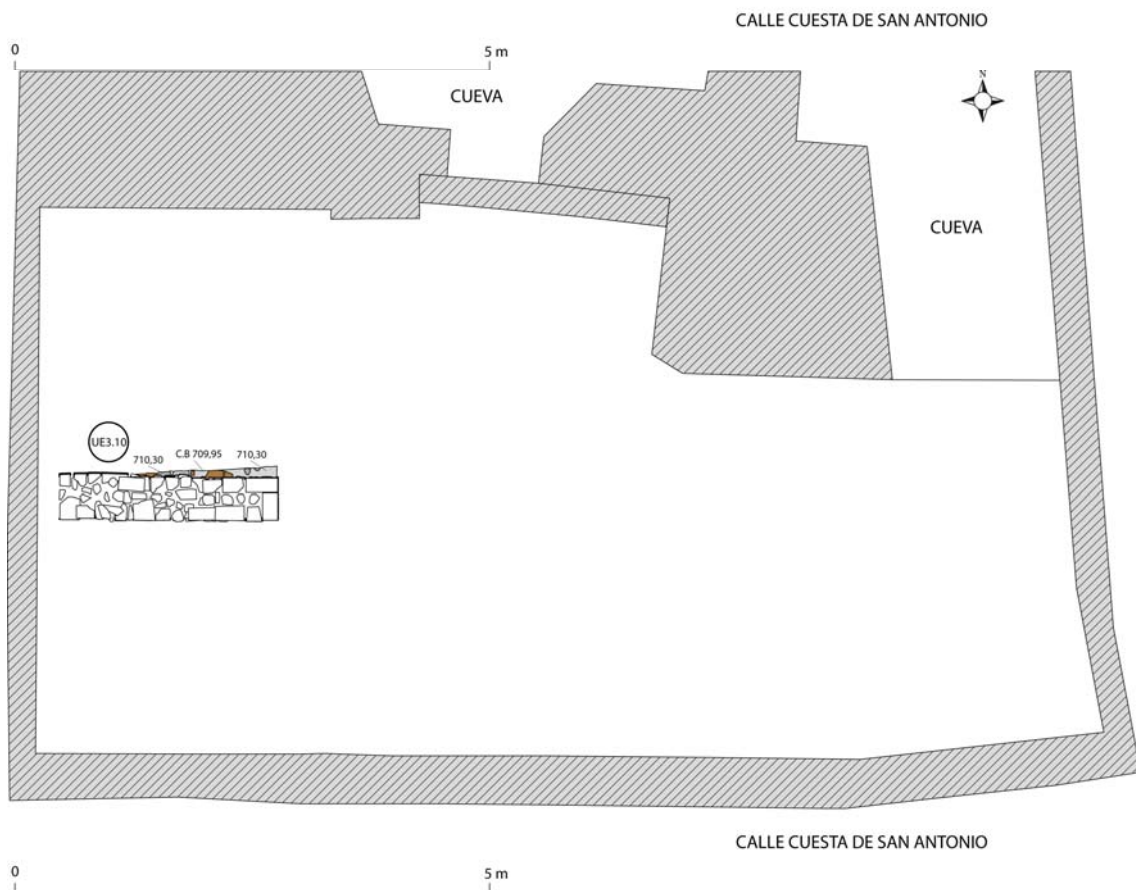 CALLE CUESTA DE SAN ANTONIO
0 5 m
N
CUEVA
CUEVA
UE3.10
710,30 C.B 709,95 710,30
CALLE CUESTA DE SAN ANTONIO
0 5 m